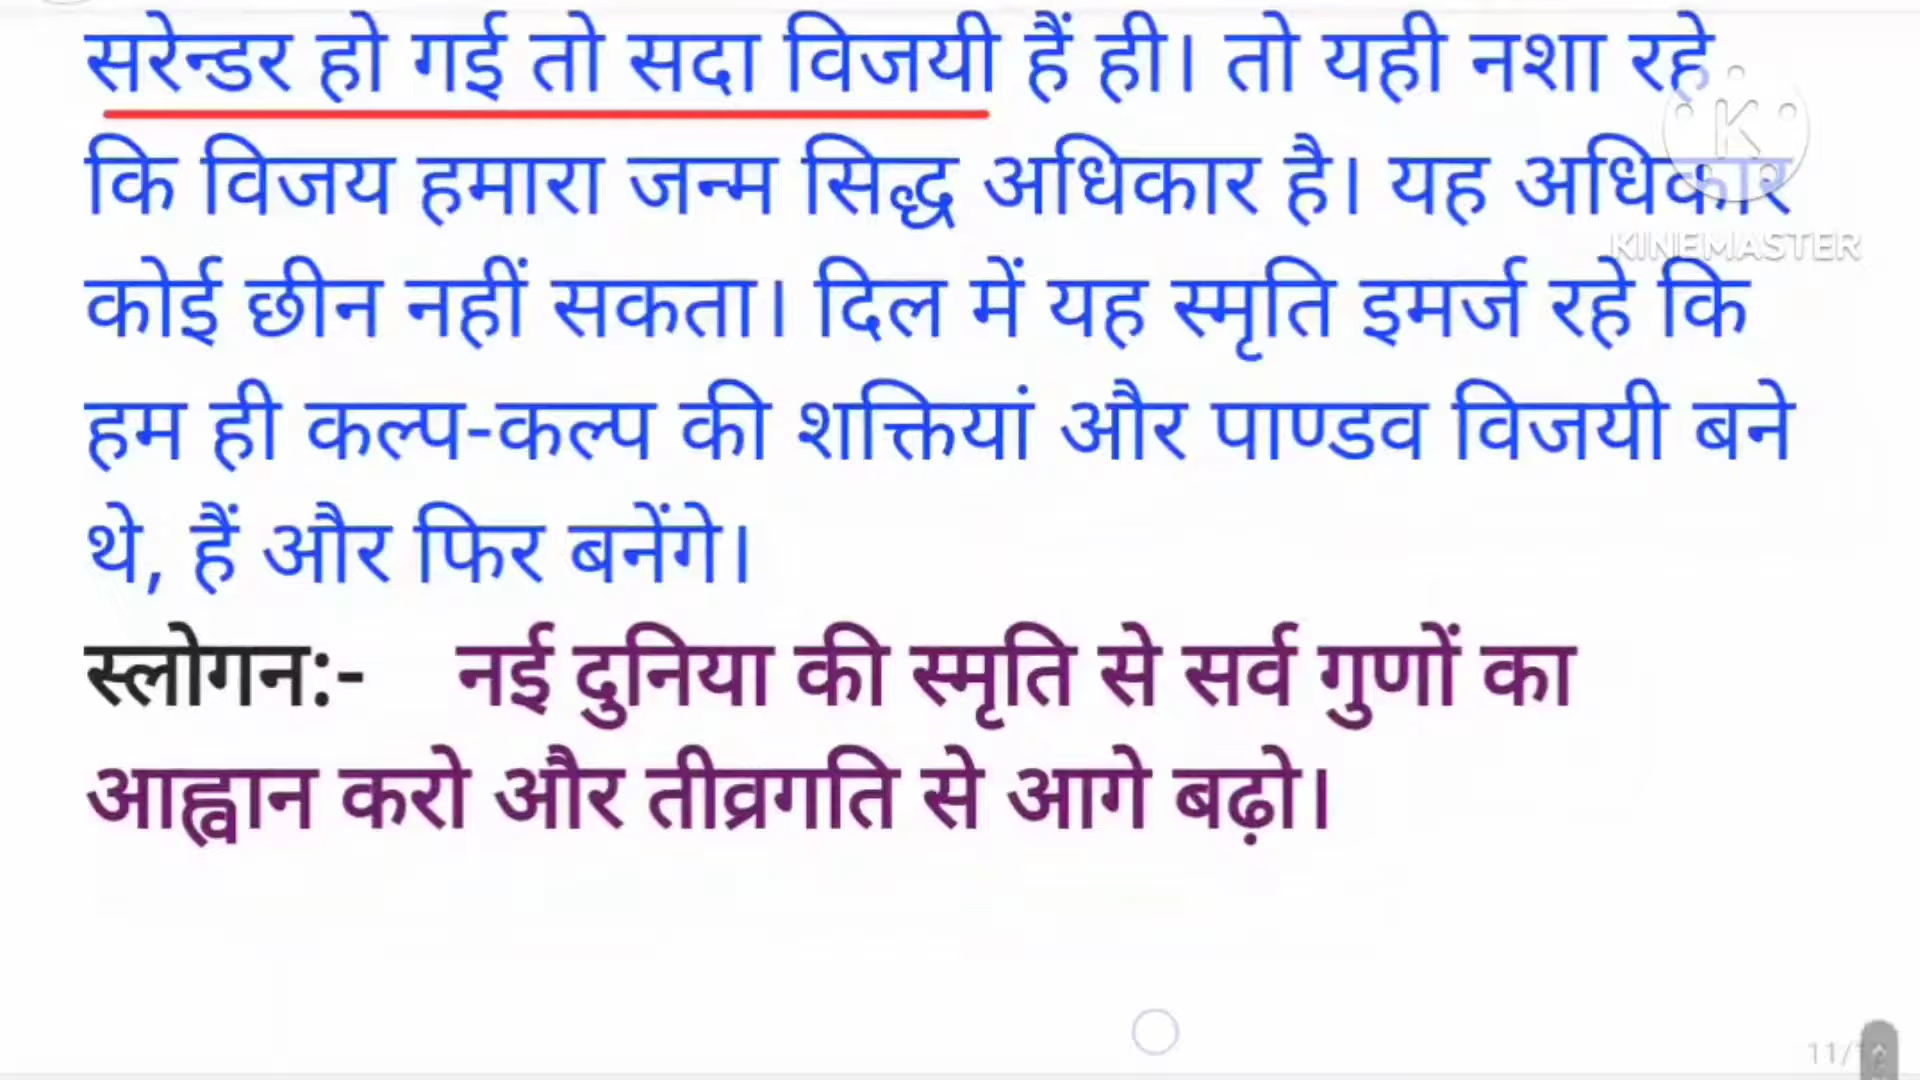 सरेन्डर हो गई तो सदा विजयी हैं ही। तो यही नशा रहे
कि विजय हमारा जन्म सिद्ध अधिकार है। यह अधिकार
कोई छीन नहीं सकता। दिल में यह स्मृति इमर्ज रहे कि
हम ही कल्प-कल्प की शक्तियां और पाण्डव विजयी बने
थे, हैं और फिर बनेंगे।
स्लोगन:- नई दुनिया की स्मृति से सर्व गुणों का
आह्वान करो और तीव्रगति से आगे बढ़ो।
K
KINEMASTER
11/